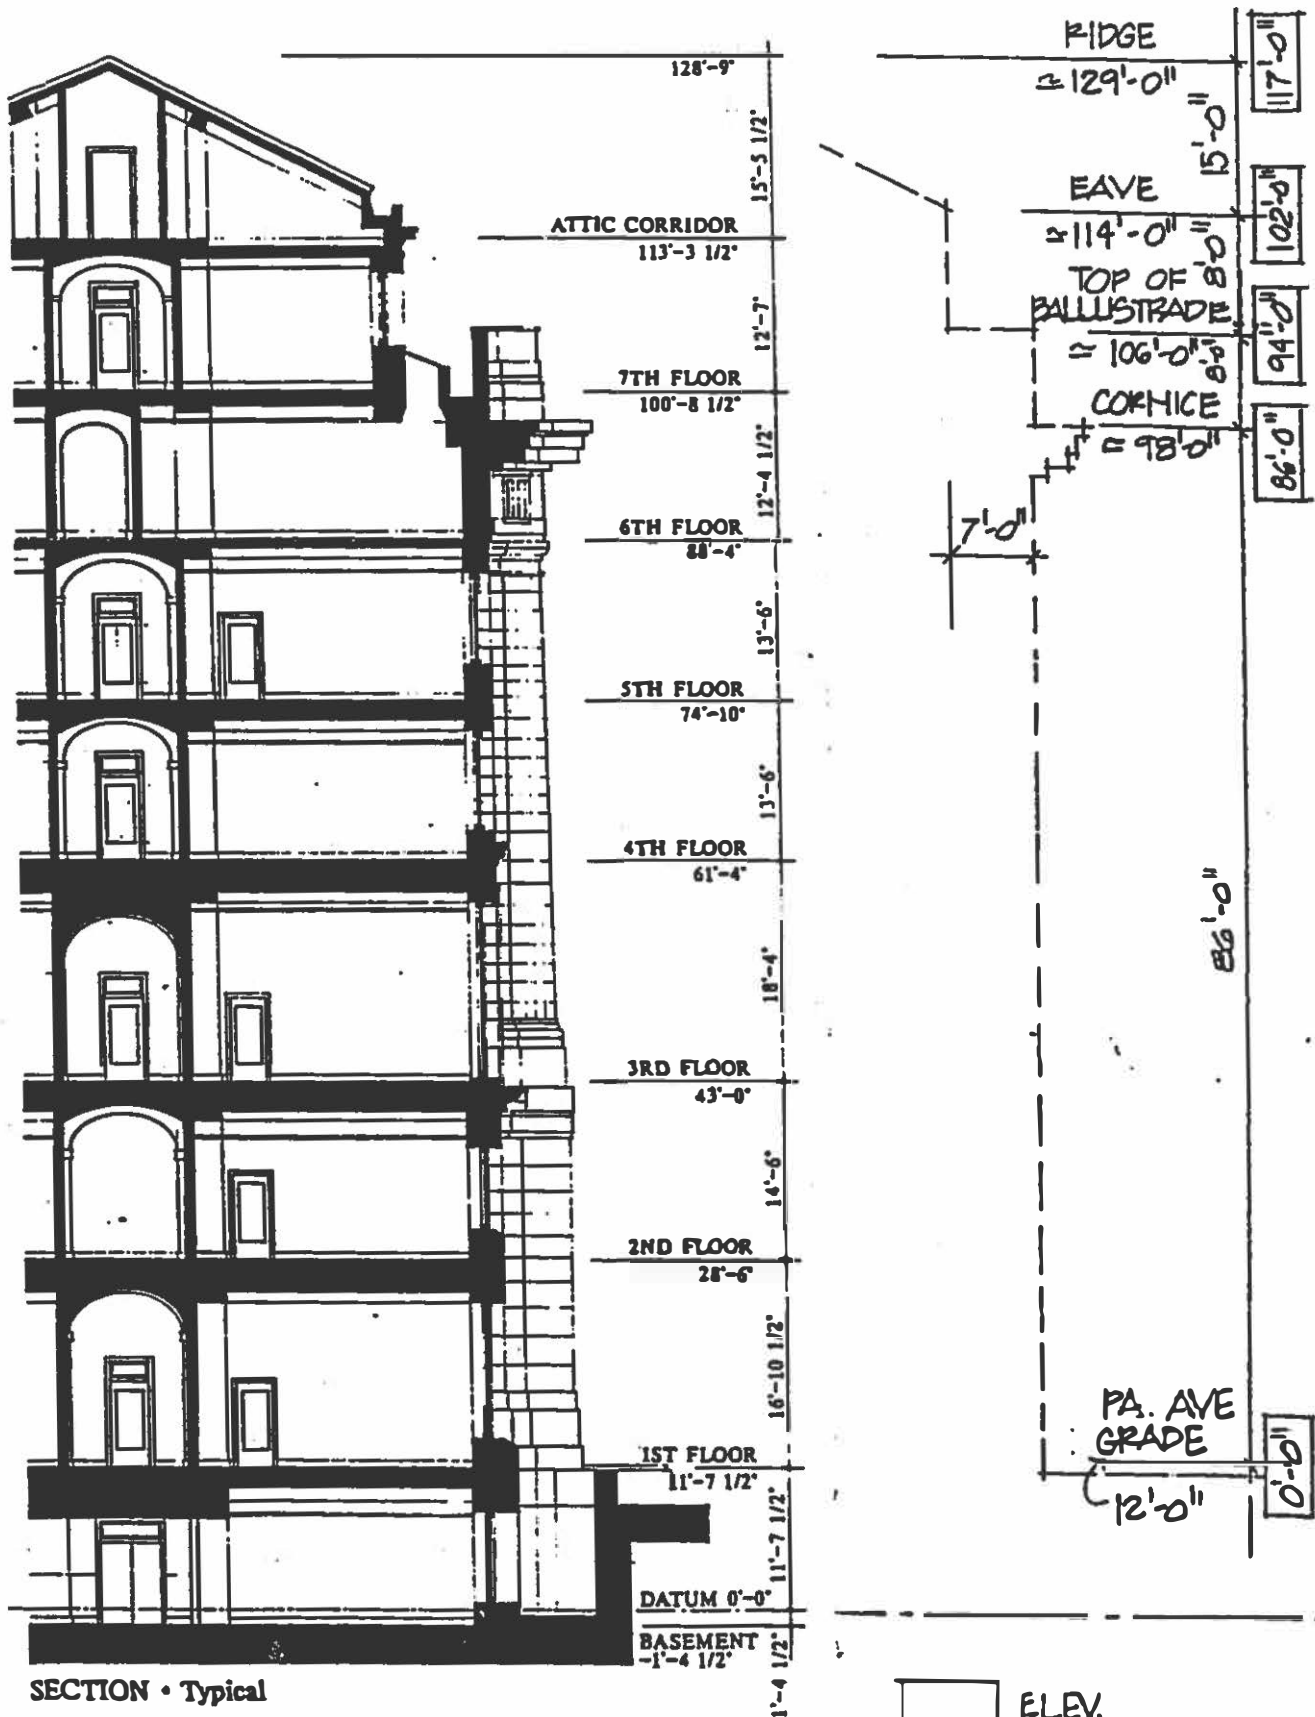 128'-9"
15'-5 1/2"
ATTIC CORRIDOR
113'-3 1/2"
12'-7"
7TH FLOOR
100'-8 1/2"
12'-4 1/2"
6TH FLOOR
88'-4"
13'-6"
5TH FLOOR
74'-10"
13'-6"
4TH FLOOR
61'-4"
18'-4"
3RD FLOOR
43'-0"
14'-6"
2ND FLOOR
28'-6"
16'-10 1/2"
1ST FLOOR
11'-7 1/2"
11'-7 1/2"
DATUM 0'-0"
BASEMENT
-1'-4 1/2"
1'-4 1/2"
SECTION • Typical
RIDGE
≃129'-0"
117'-0"
15'-0"
EAVE
≃114'-0"
102'-0"
8'-0"
TOP OF
BALLUSTRADE
≃ 106'-0"
94'-0"
8'-0"
CORNICE
≃ 98'-0"
86'-0"
7'-0"
86'-0"
PA. AVE
GRADE
12'-0"
0'-0"
ELEV.